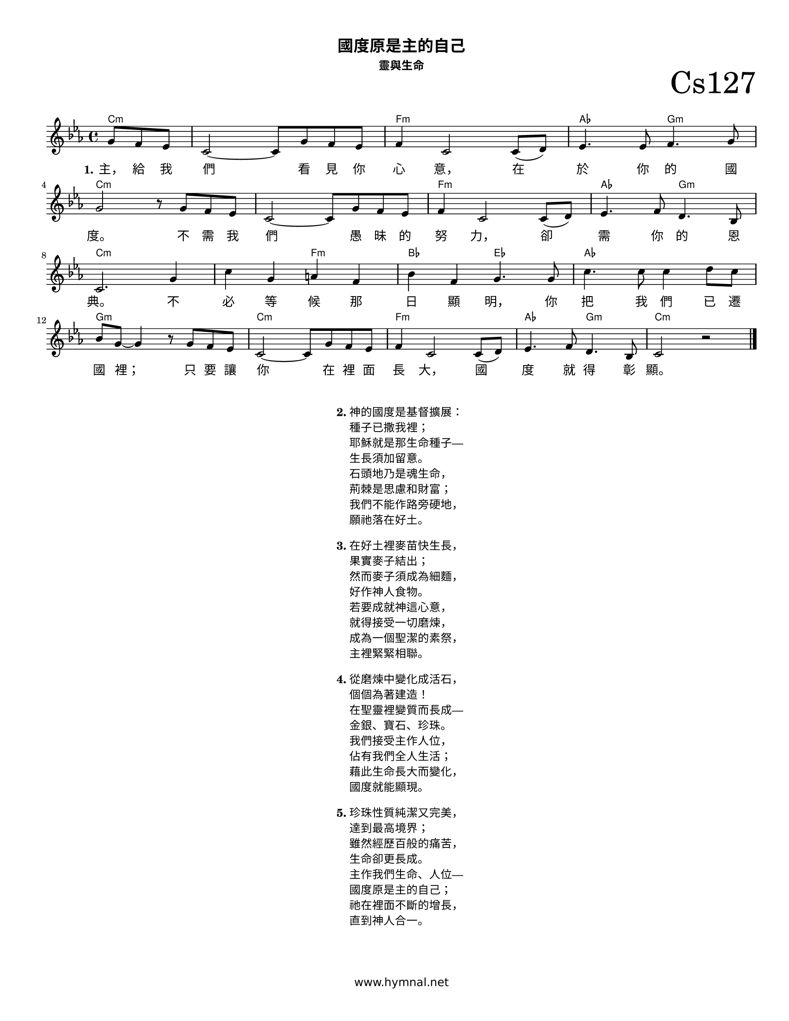 國度原是主的自己
靈與生命
Cs127
Cm Fm A♭ Gm
1. 主， 給 我 們 看 見 你 心 意， 在 於 你 的 國
4 Cm Cm Fm A♭ Gm
度。 不 需 我 們 愚 昧 的 努 力， 卻 需 你 的 恩
8 Cm Fm B♭ E♭ A♭
典。 不 必 等 候 那 日 顯 明， 你 把 我 們 已 遷
12 Gm Cm Fm A♭ Gm Cm
國 裡； 只 要 讓 你 在 裡 面 長 大， 國 度 就 得 彰 顯。
2. 神的國度是基督擴展：
種子已撒我裡；
耶穌就是那生命種子—
生長須加留意。
石頭地乃是魂生命，
荊棘是思慮和財富；
我們不能作路旁硬地，
願祂落在好土。
3. 在好土裡麥苗快生長，
果實麥子結出；
然而麥子須成為細麵，
好作神人食物。
若要成就神這心意，
就得接受一切磨煉，
成為一個聖潔的素祭，
主裡緊緊相聯。
4. 從磨煉中變化成活石，
個個為著建造！
在聖靈裡變質而長成—
金銀、寶石、珍珠。
我們接受主作人位，
佔有我們全人生活；
藉此生命長大而變化，
國度就能顯現。
5. 珍珠性質純潔又完美，
達到最高境界；
雖然經歷百般的痛苦，
生命卻更長成。
主作我們生命、人位—
國度原是主的自己；
祂在裡面不斷的增長，
直到神人合一。
www.hymnal.net